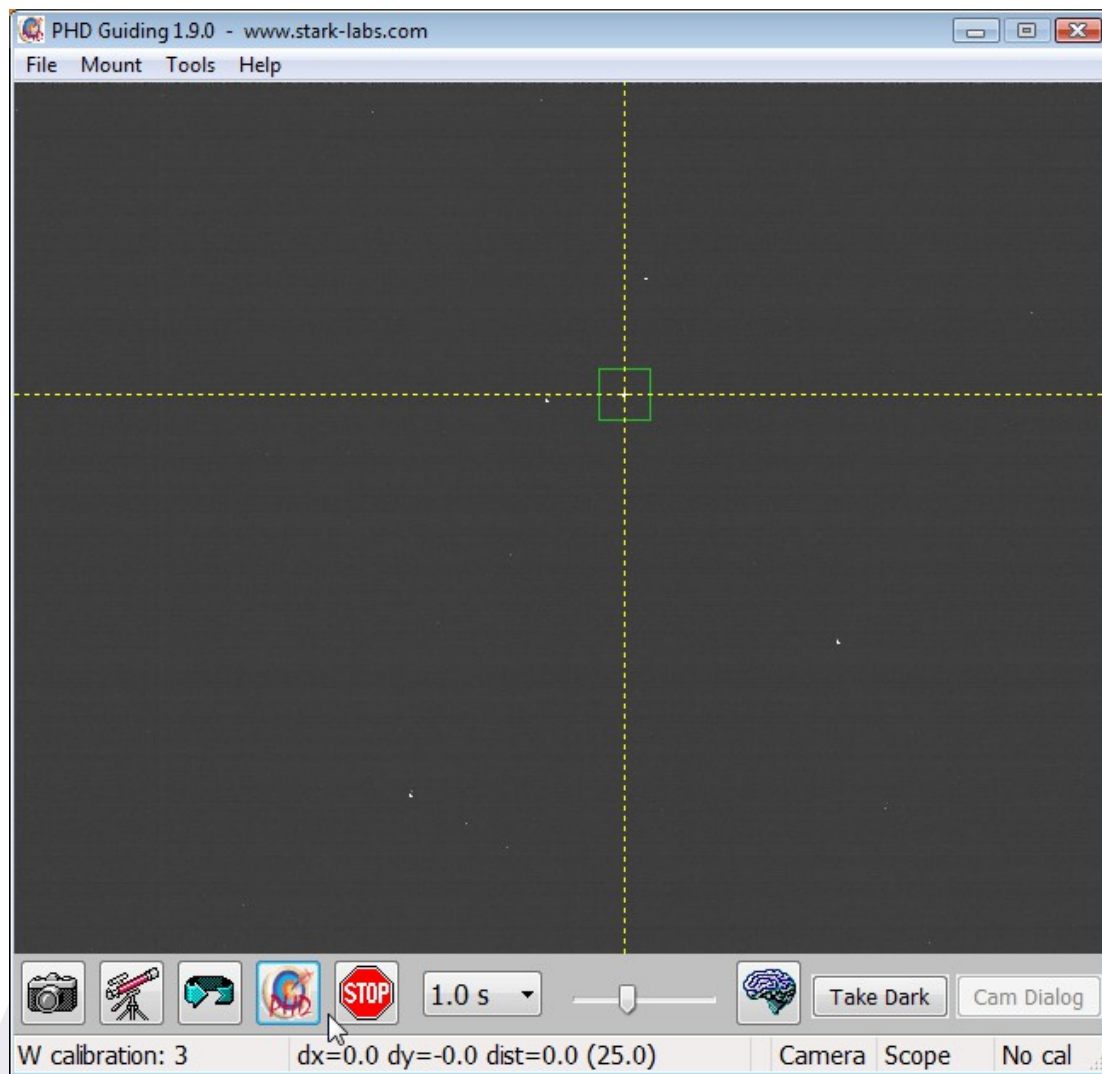 PHD Guiding 1.9.0 - www.stark-labs.com
File Mount Tools Help
PHD STOP 1.0 s Take Dark Cam Dialog
W calibration: 3 dx=0.0 dy=-0.0 dist=0.0 (25.0) Camera Scope No cal